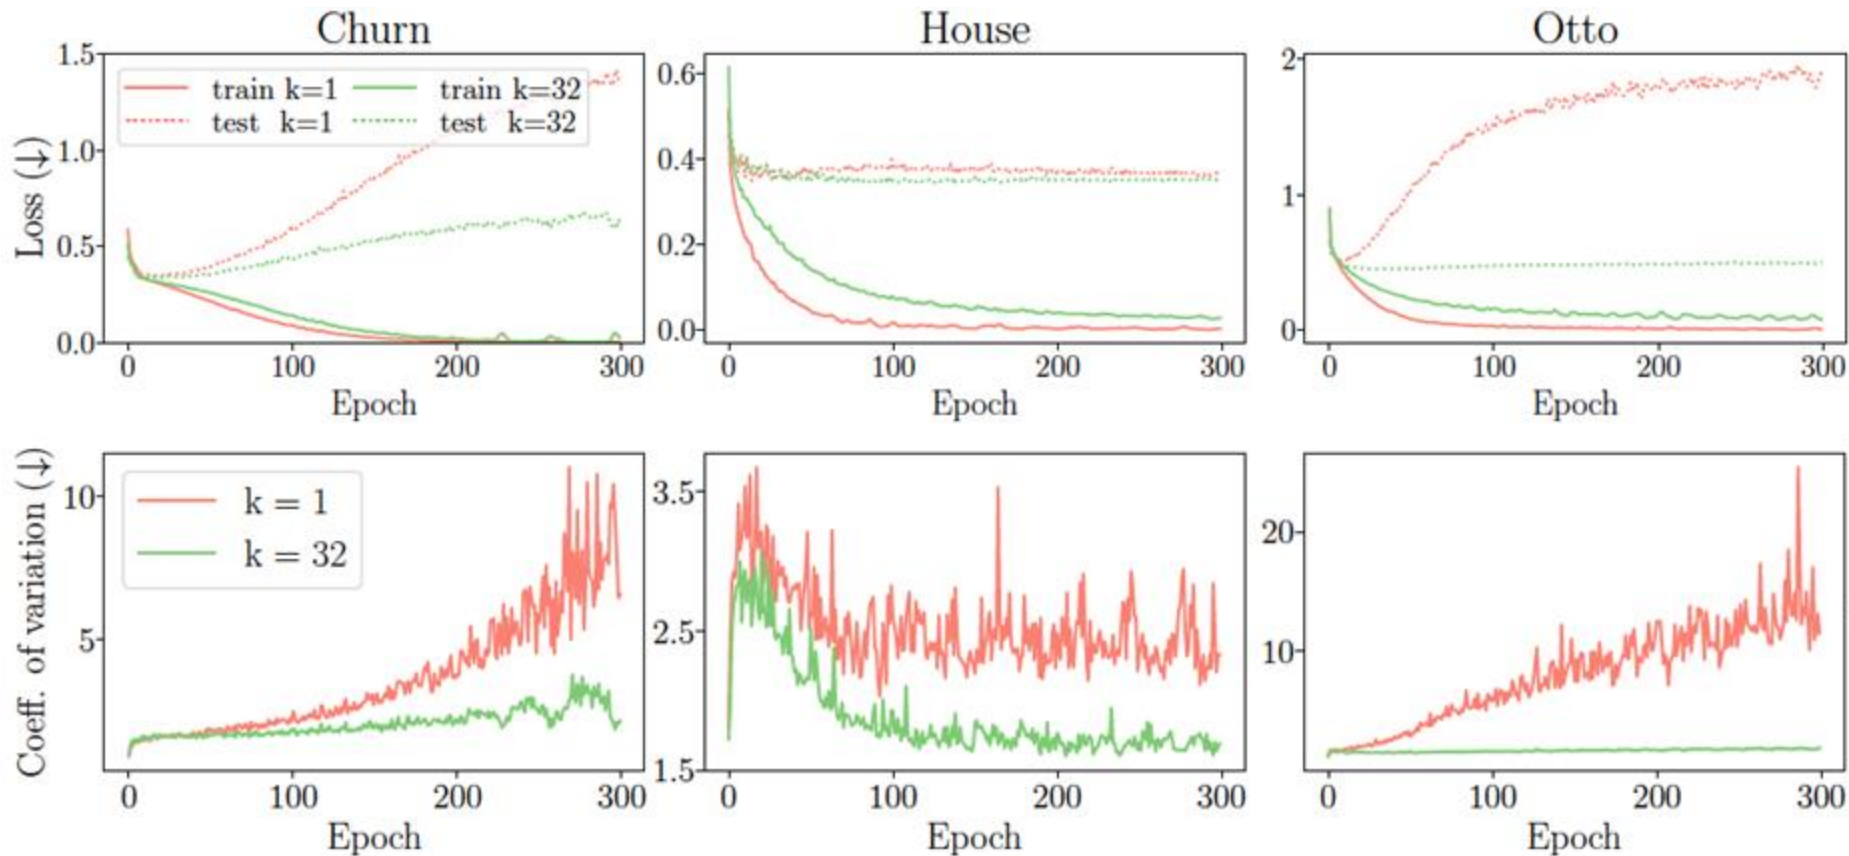 Churn
House
Otto
Loss (↓)
1.5
1.0
0.5
0.0
train k=1
train k=32
test k=1
test k=32
0 100 200 300
Epoch
0.6
0.4
0.2
0.0
0 100 200 300
Epoch
2
1
0
0 100 200 300
Epoch
Coeff. of variation (↓)
10
5
k = 1
k = 32
0 100 200 300
Epoch
3.5
2.5
1.5
0 100 200 300
Epoch
20
10
0 100 200 300
Epoch